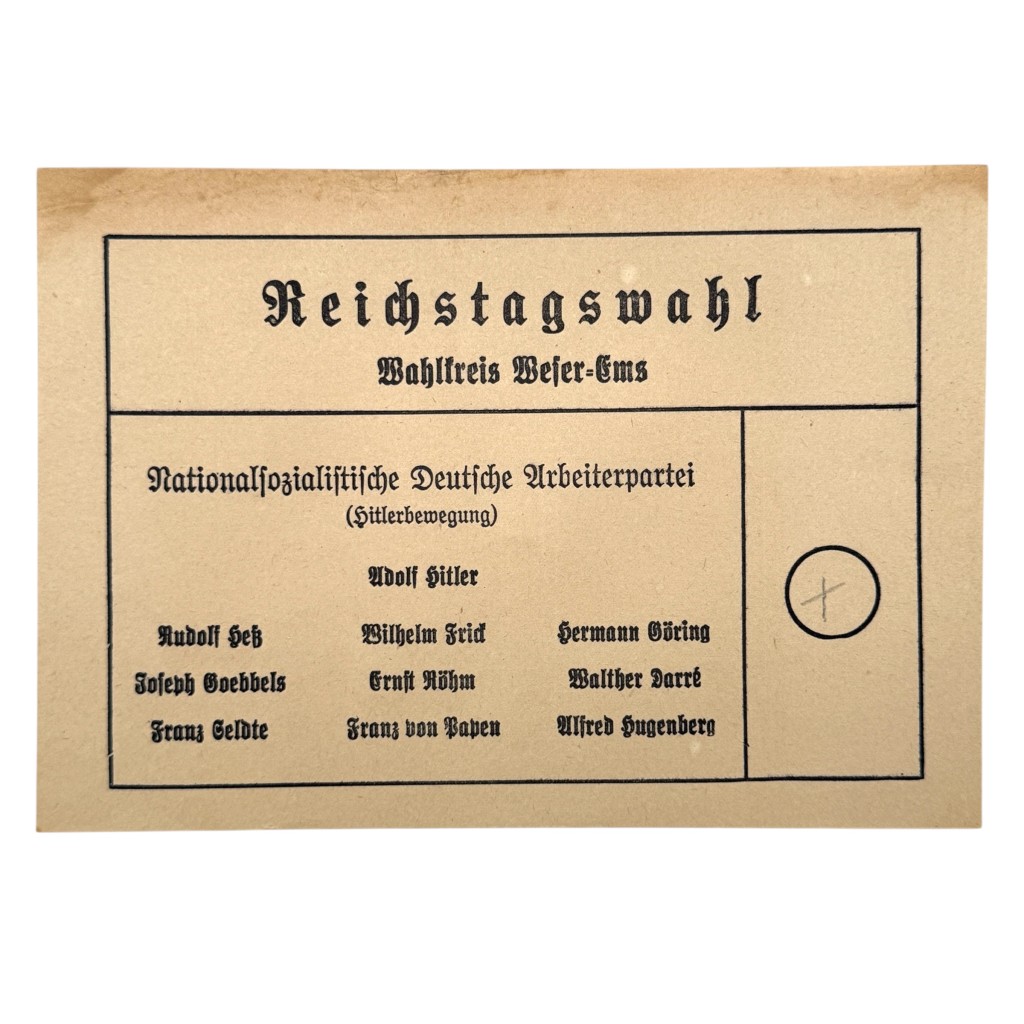 Reichstagswahl
Wahlkreis Weser-Ems
Nationalsozialistische Deutsche Arbeiterpartei
(Hitlerbewegung)
Adolf Hitler
Rudolf Heß Wilhelm Frick Hermann Göring
Joseph Goebbels Ernst Röhm Walther Darré
Franz Seldte Franz von Papen Alfred Hugenberg